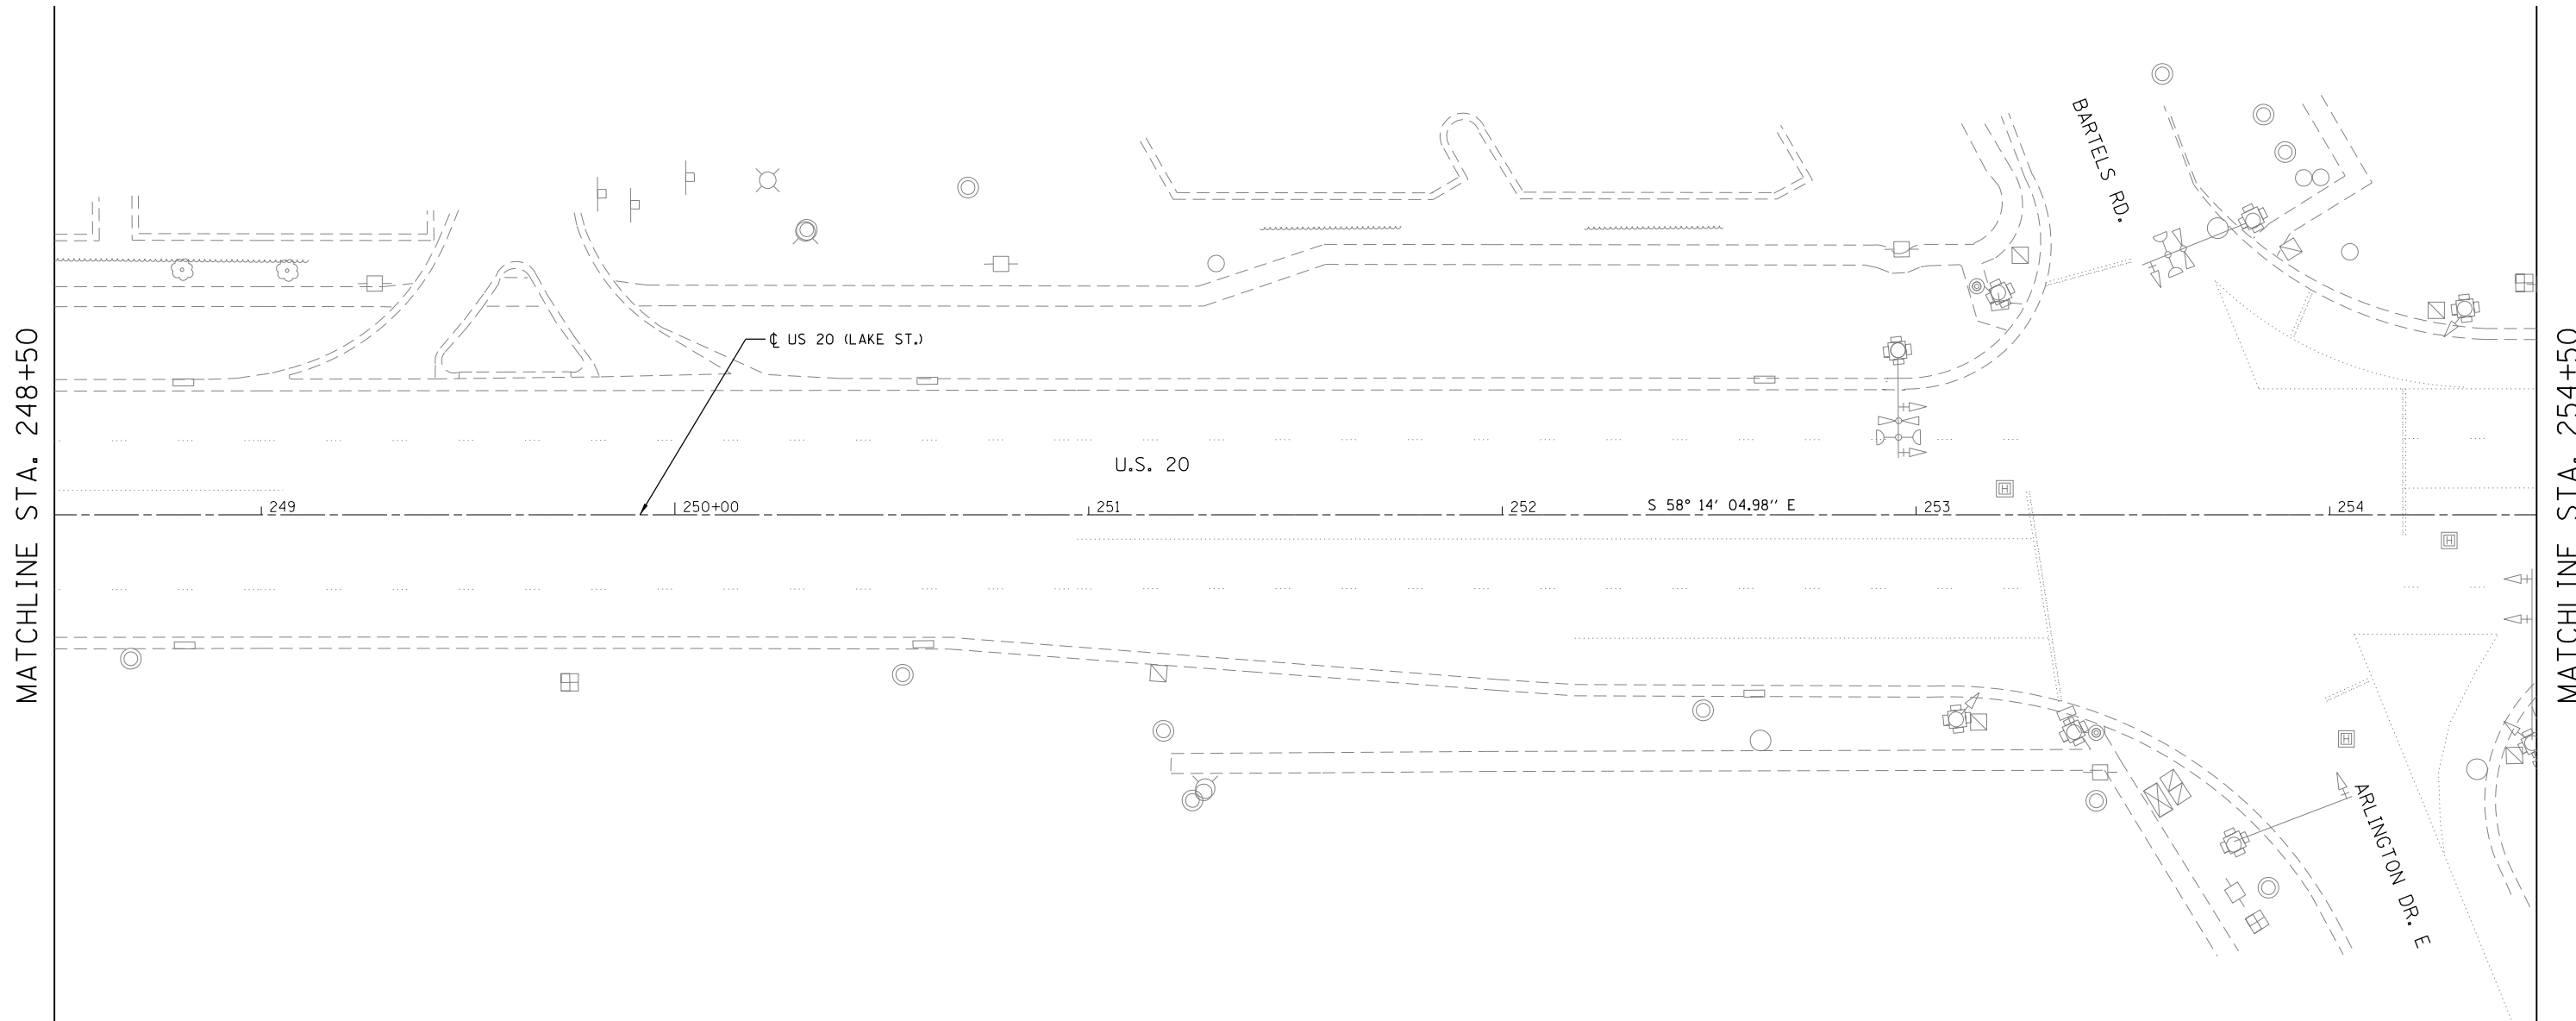 MATCHLINE STA. 248+50
BARTELS RD.
℄ US 20 (LAKE ST.)
U.S. 20
249
250+00
251
252
S 58° 14' 04.98'' E
253
254
H
H
H
ARLINGTON DR. E
MATCHLINE STA. 254+50